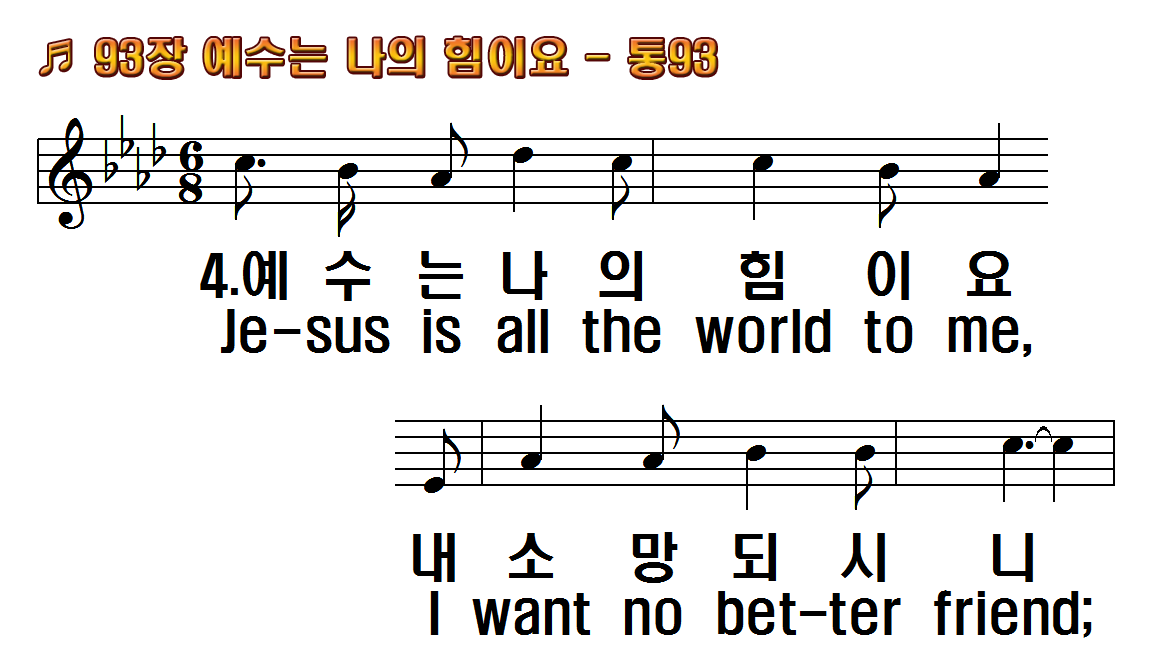 ♬ 93장 예수는 나의 힘이요 - 통93
6
8
4.예 수 는 나 의 힘 이 요
Je-sus is all the world to me,
내 소 망 되 시 니
I want no bet-ter friend;